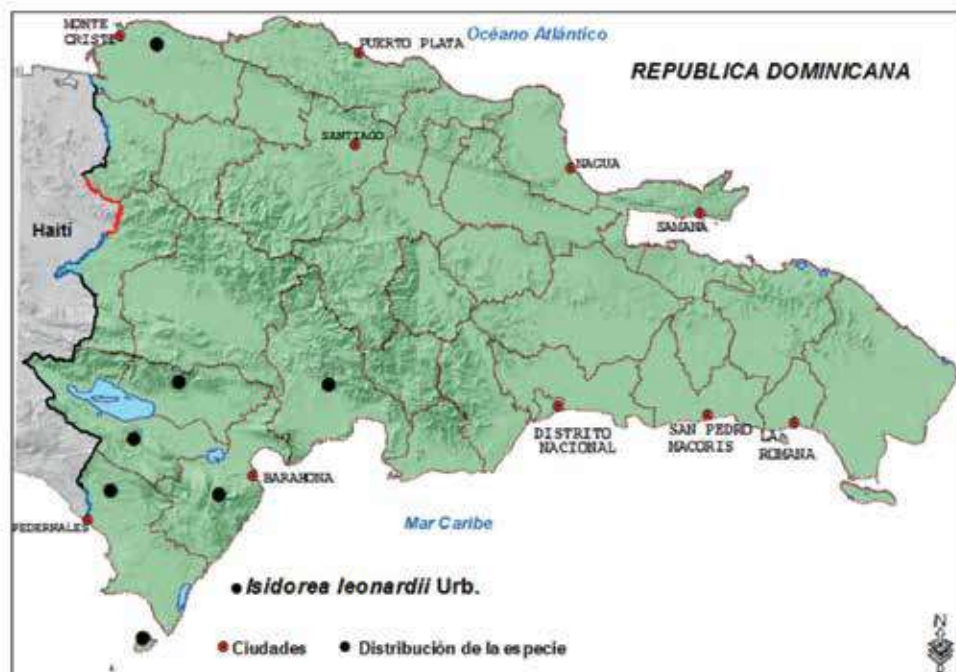 MONTE
CRISTI
PUERTO PLATA
Océano Atlántico
REPUBLICA DOMINICANA
SANTIAGO
NAGUA
SAMANA
Haití
DISTRITO
NACIONAL
SAN PEDRO
MACORIS
LA
ROMANA
BARAHONA
PEDERNALES
Mar Caribe
Isidorea leonardii Urb.
Ciudades
Distribución de la especie
N